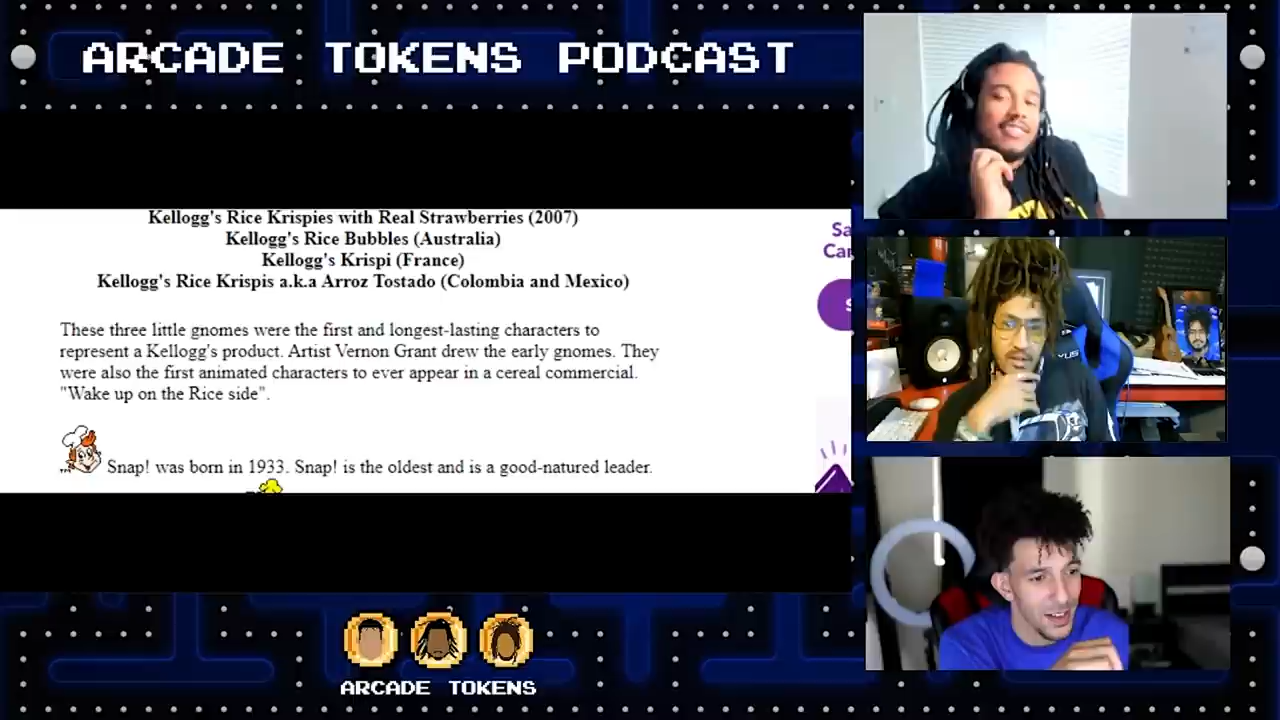 ARCADE TOKENS PODCAST
Kellogg's Rice Krispies with Real Strawberries (2007)
Kellogg's Rice Bubbles (Australia)
Kellogg's Krispi (France)
Kellogg's Rice Krispis a.k.a Arroz Tostado (Colombia and Mexico)
These three little gnomes were the first and longest-lasting characters to
represent a Kellogg's product. Artist Vernon Grant drew the early gnomes. They
were also the first animated characters to ever appear in a cereal commercial.
"Wake up on the Rice side".
Snap! was born in 1933. Snap! is the oldest and is a good-natured leader.
Sa
Car
S
ARCADE TOKENS